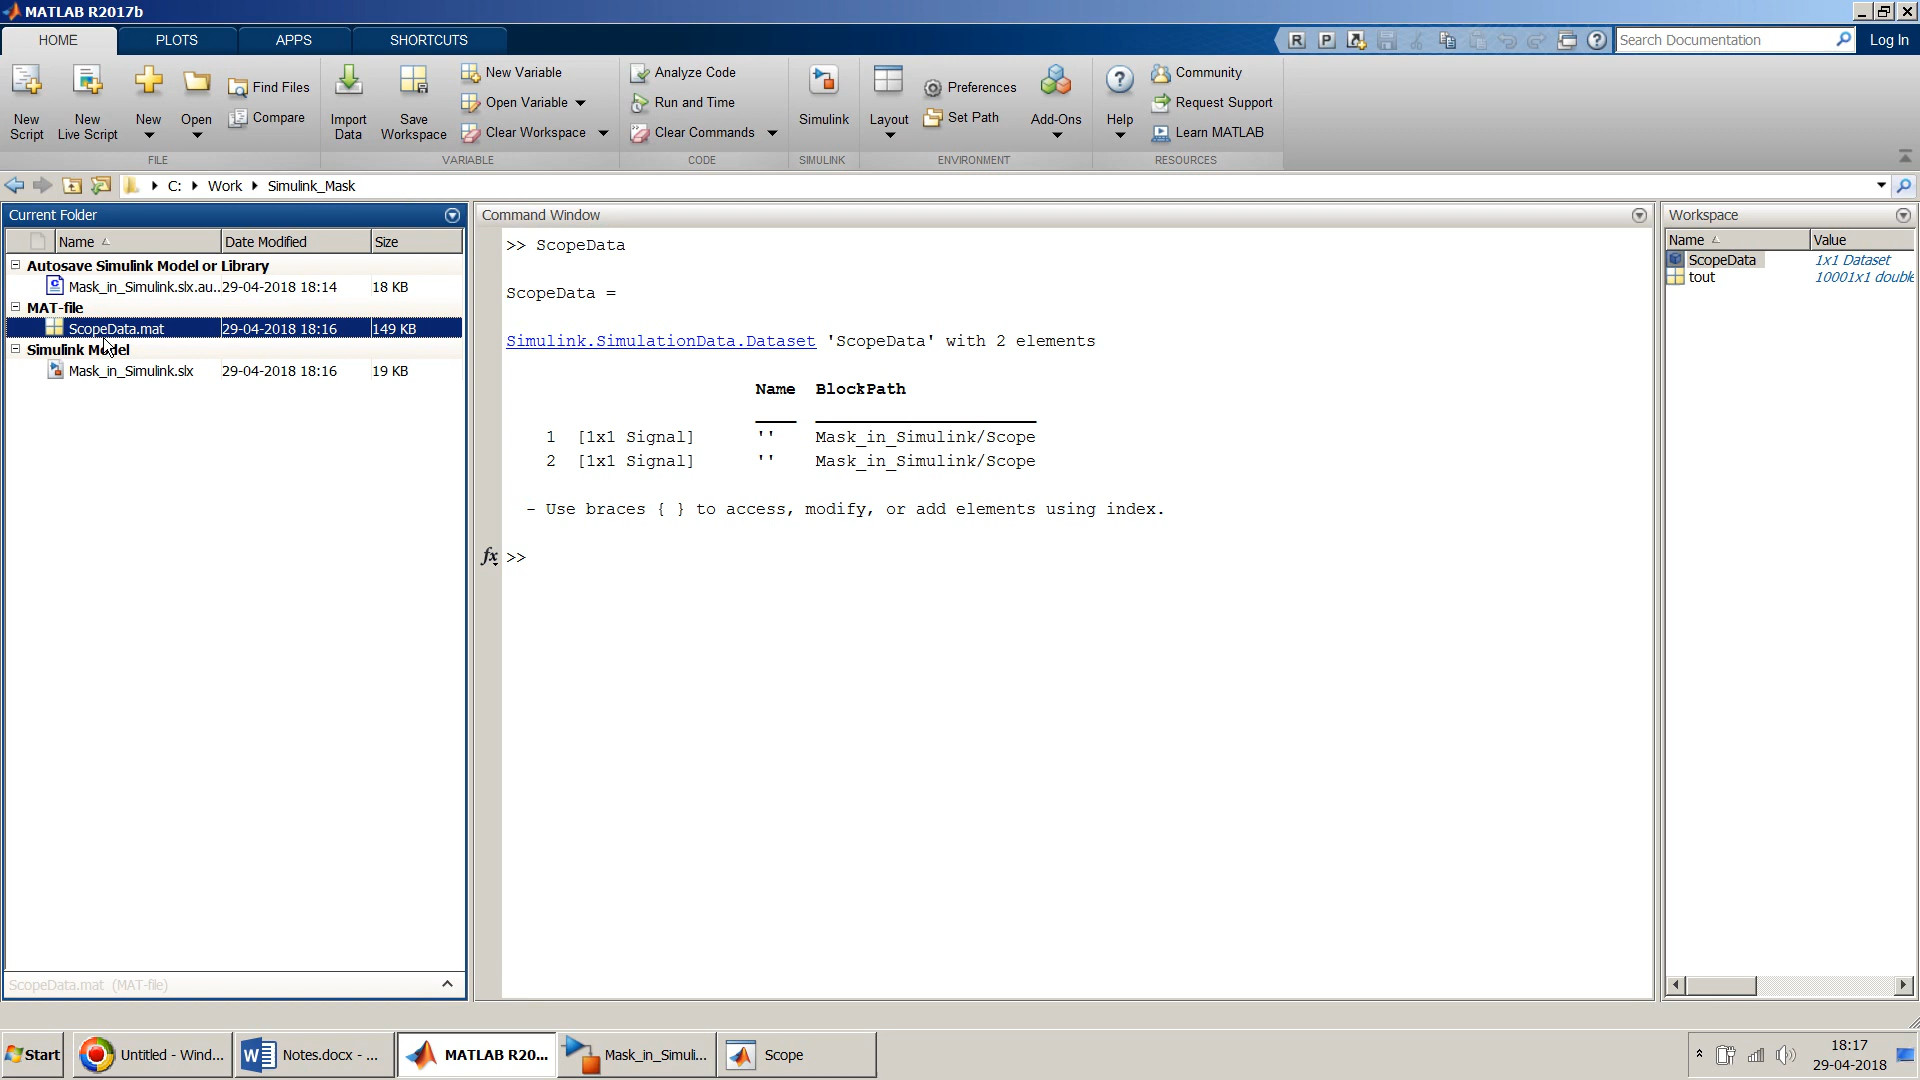 MATLAB R2017b
HOME PLOTS APPS SHORTCUTS
Search Documentation Log In
New Script
New Live Script
New
Open
Find Files
Compare
FILE
Import Data
Save Workspace
New Variable
Open Variable
Clear Workspace
VARIABLE
Analyze Code
Run and Time
Clear Commands
CODE
Simulink
SIMULINK
Layout
Preferences
Set Path
Add-Ons
ENVIRONMENT
Help
Community
Request Support
Learn MATLAB
RESOURCES
C: Work Simulink_Mask
Current Folder
Name Date Modified Size
Autosave Simulink Model or Library
Mask_in_Simulink.slx.au.. 29-04-2018 18:14 18 KB
MAT-file
ScopeData.mat 29-04-2018 18:16 149 KB
Simulink Model
Mask_in_Simulink.slx 29-04-2018 18:16 19 KB
ScopeData.mat (MAT-file)
Command Window
>> ScopeData
ScopeData =
Simulink.SimulationData.Dataset 'ScopeData' with 2 elements
Name BlockPath
1 [1x1 Signal] '' Mask_in_Simulink/Scope
2 [1x1 Signal] '' Mask_in_Simulink/Scope
- Use braces { } to access, modify, or add elements using index.
fx >>
Workspace
Name Value
ScopeData 1x1 Dataset
tout 10001x1 double
Start
Untitled - Wind...
Notes.docx - ...
MATLAB R20...
Mask_in_Simuli...
Scope
18:17
29-04-2018